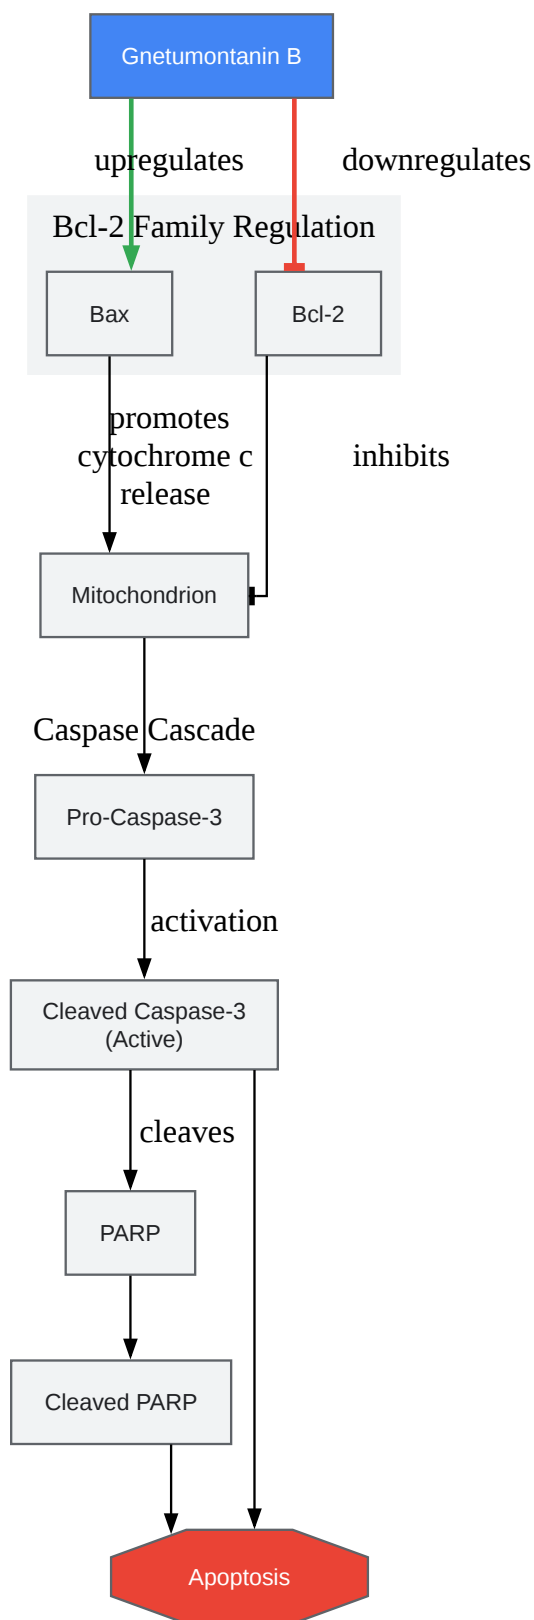 Gnetumontanin B
upregulates
downregulates
Bcl-2 Family Regulation
Bax
Bcl-2
promotes
cytochrome c
release
inhibits
Mitochondrion
Caspase Cascade
Pro-Caspase-3
activation
Cleaved Caspase-3
(Active)
cleaves
PARP
Cleaved PARP
Apoptosis